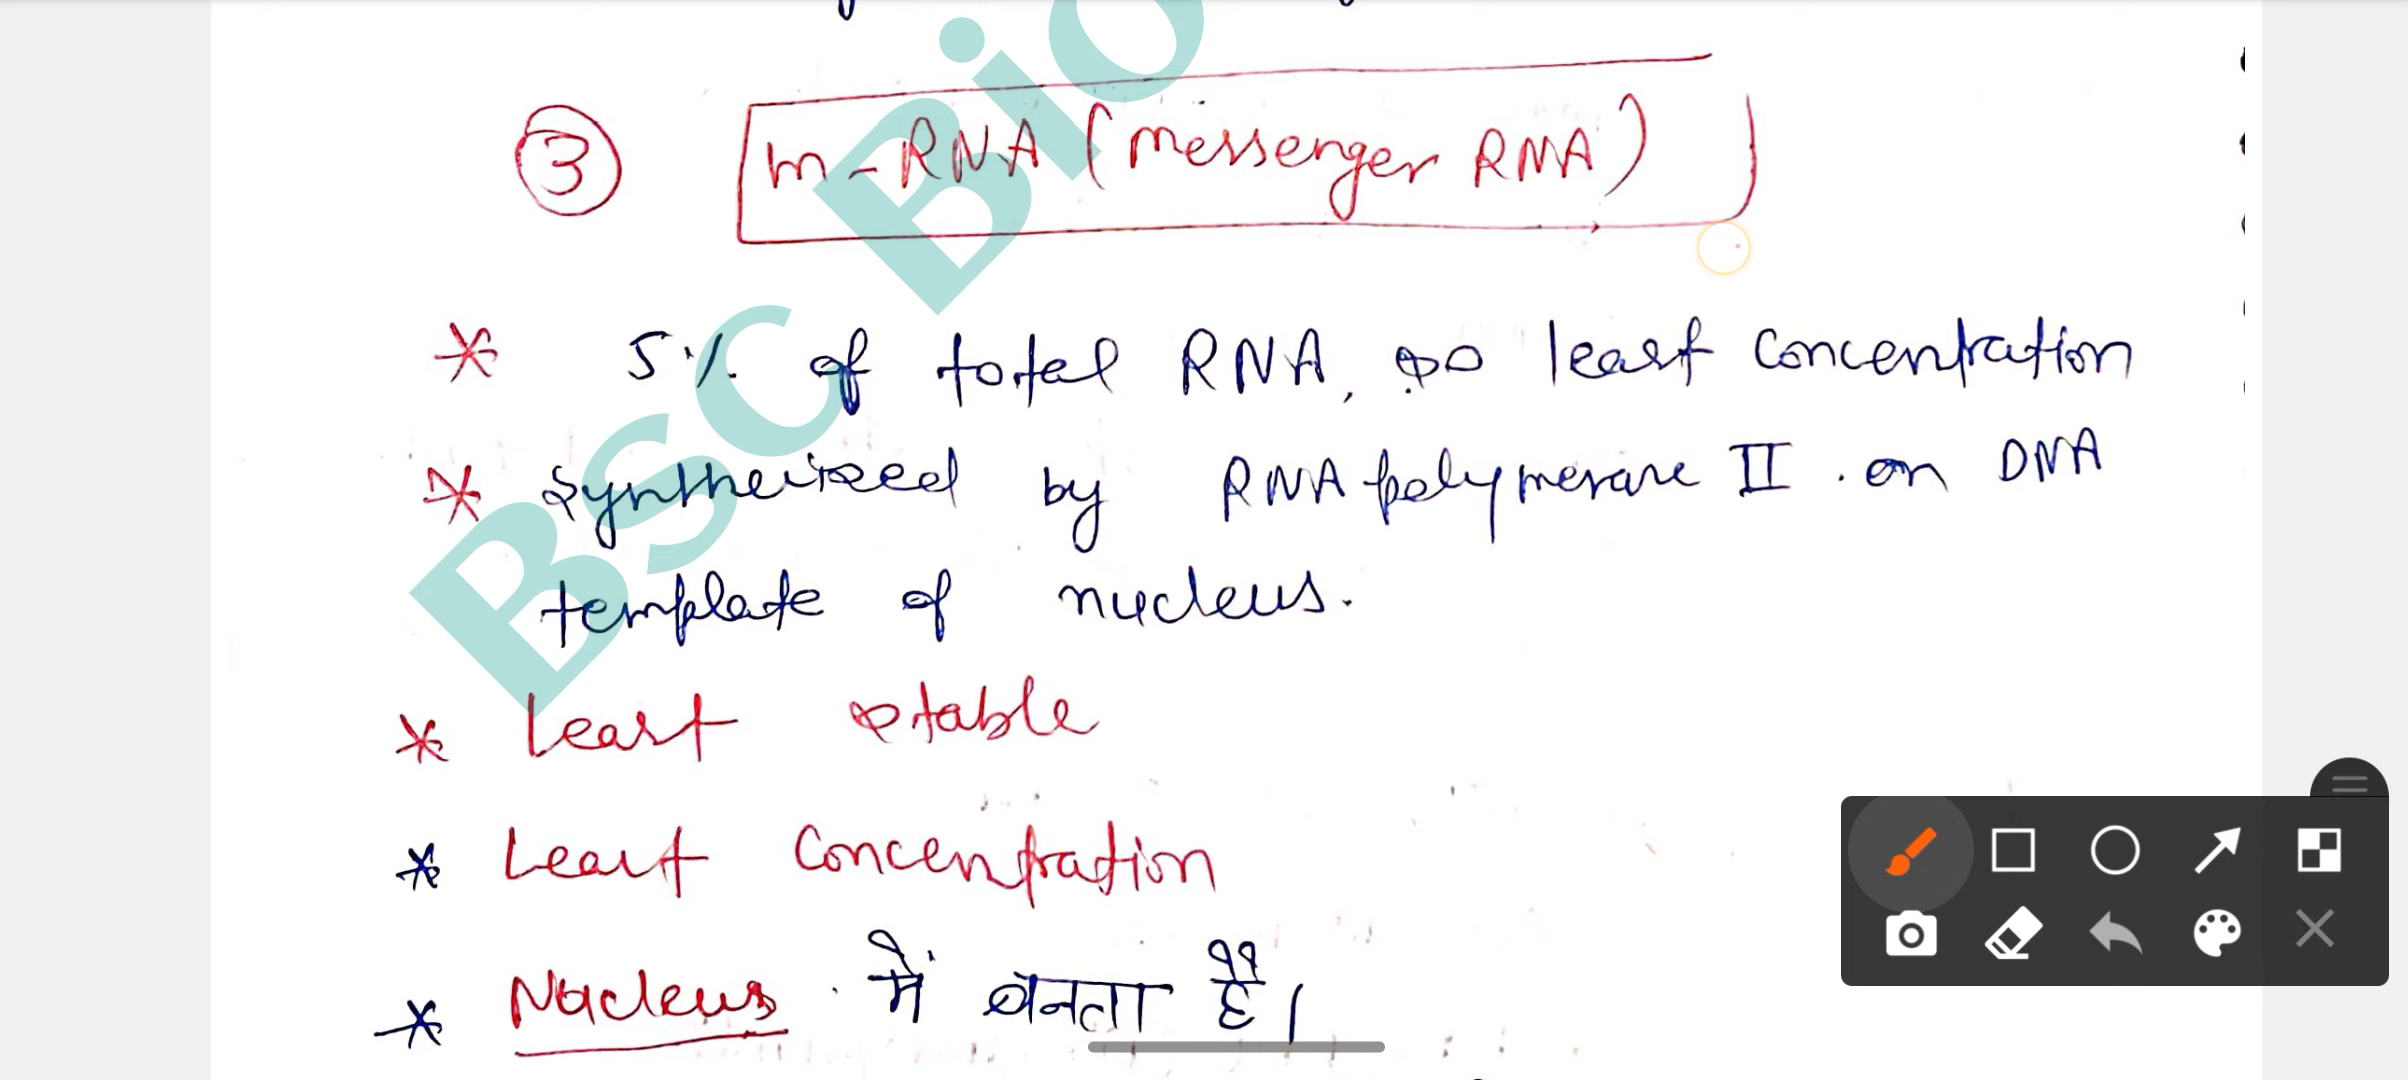 ③ m-RNA (messenger RNA)
* 5% of total RNA, so least Concentration
* Synthesized by RNA polymerase II. on DNA
template of nucleus.
* Least stable
* Least Concentration
* Nucleus में बनता है।
BSc Bio